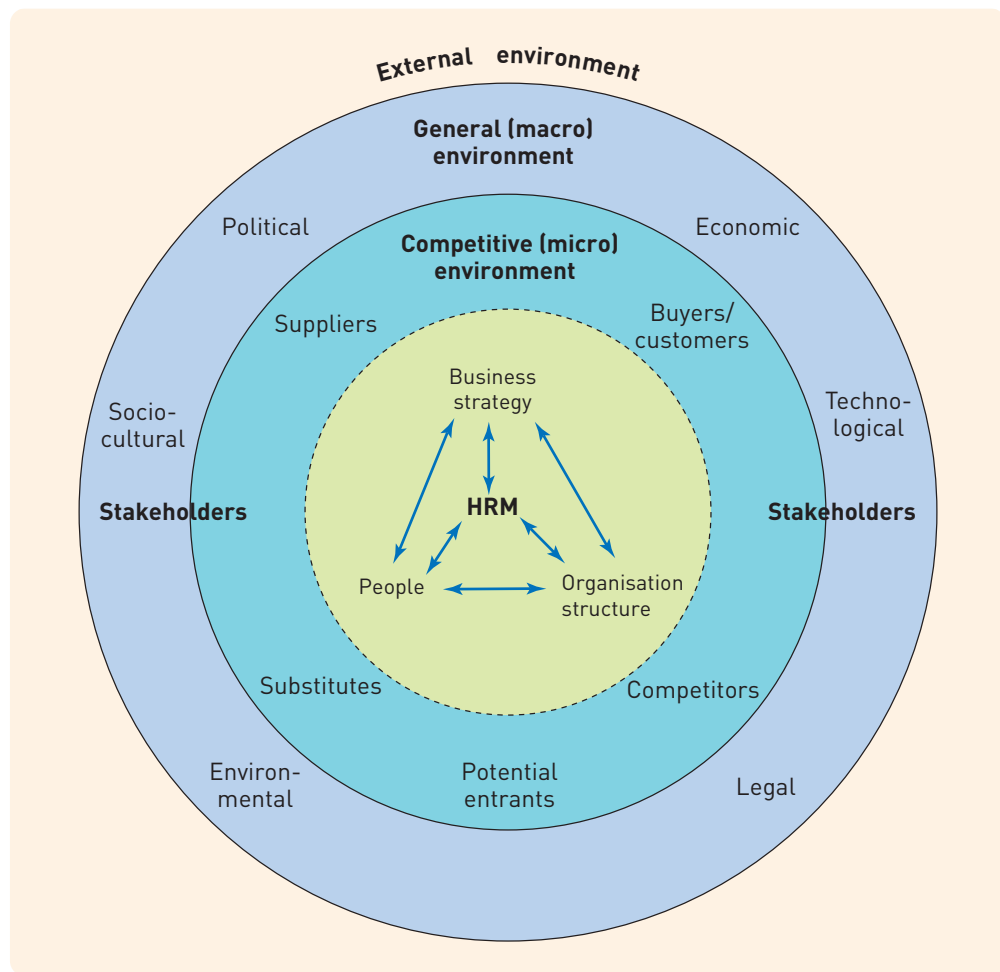 External environment
General (macro)
environment
Political
Economic
Competitive (micro)
environment
Suppliers
Buyers/
customers
Business
strategy
Socio-
cultural
Techno-
logical
Stakeholders
HRM
Stakeholders
People
Organisation
structure
Substitutes
Competitors
Environ-
mental
Potential
entrants
Legal